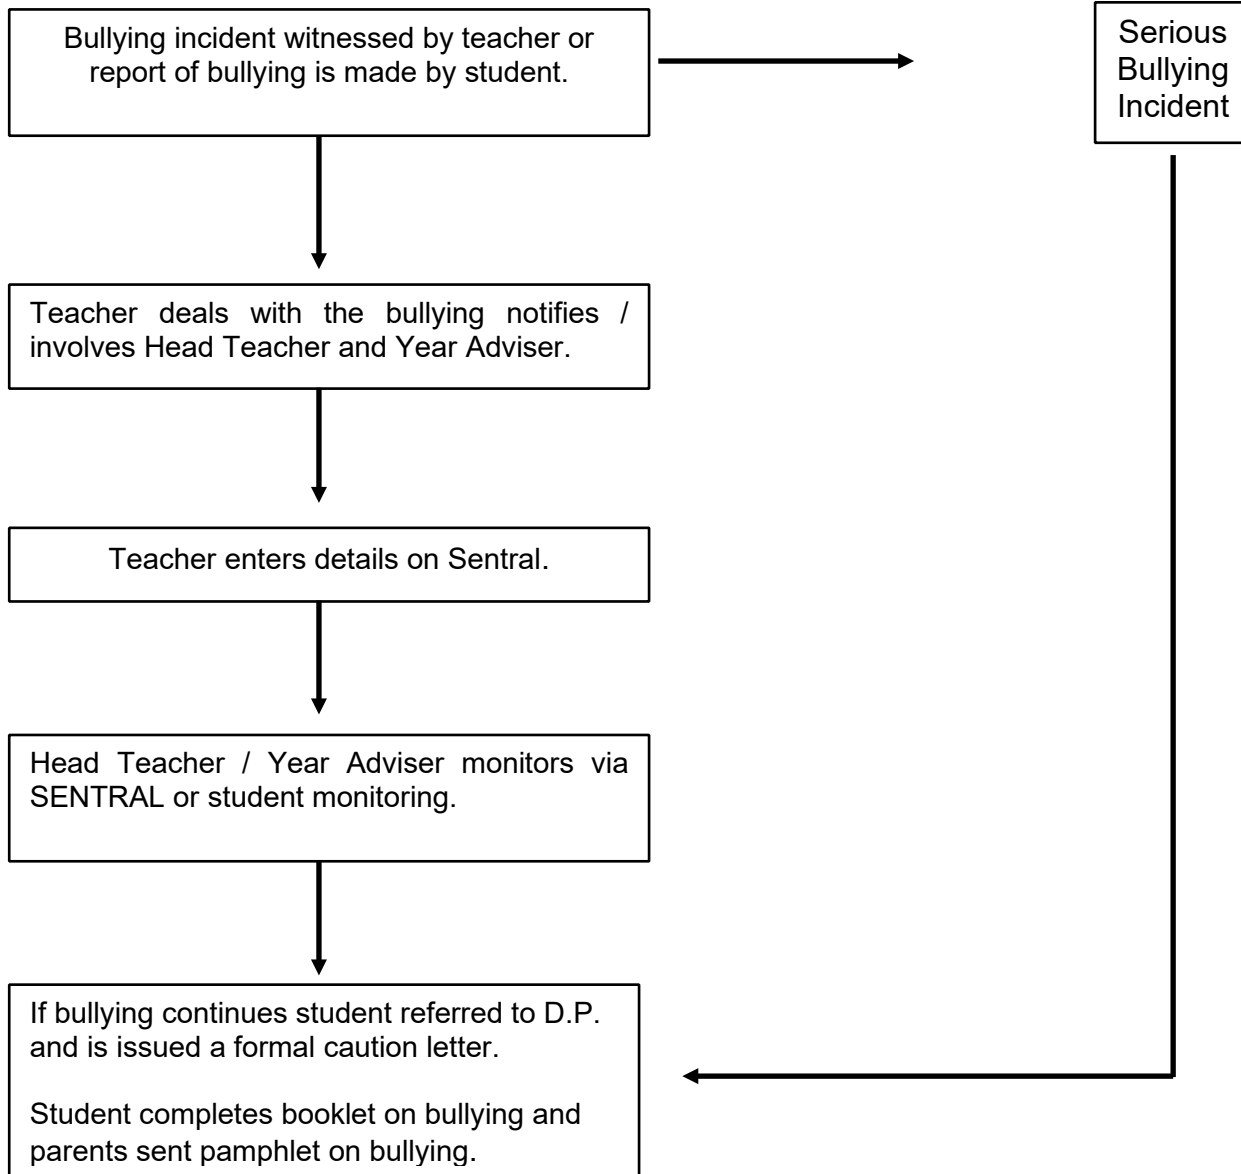 Bullying incident witnessed by teacher or
report of bullying is made by student.
Serious
Bullying
Incident
Teacher deals with the bullying notifies /
involves Head Teacher and Year Adviser.
Teacher enters details on Sentral.
Head Teacher / Year Adviser monitors via
SENTRAL or student monitoring.
If bullying continues student referred to D.P.
and is issued a formal caution letter.
Student completes booklet on bullying and
parents sent pamphlet on bullying.